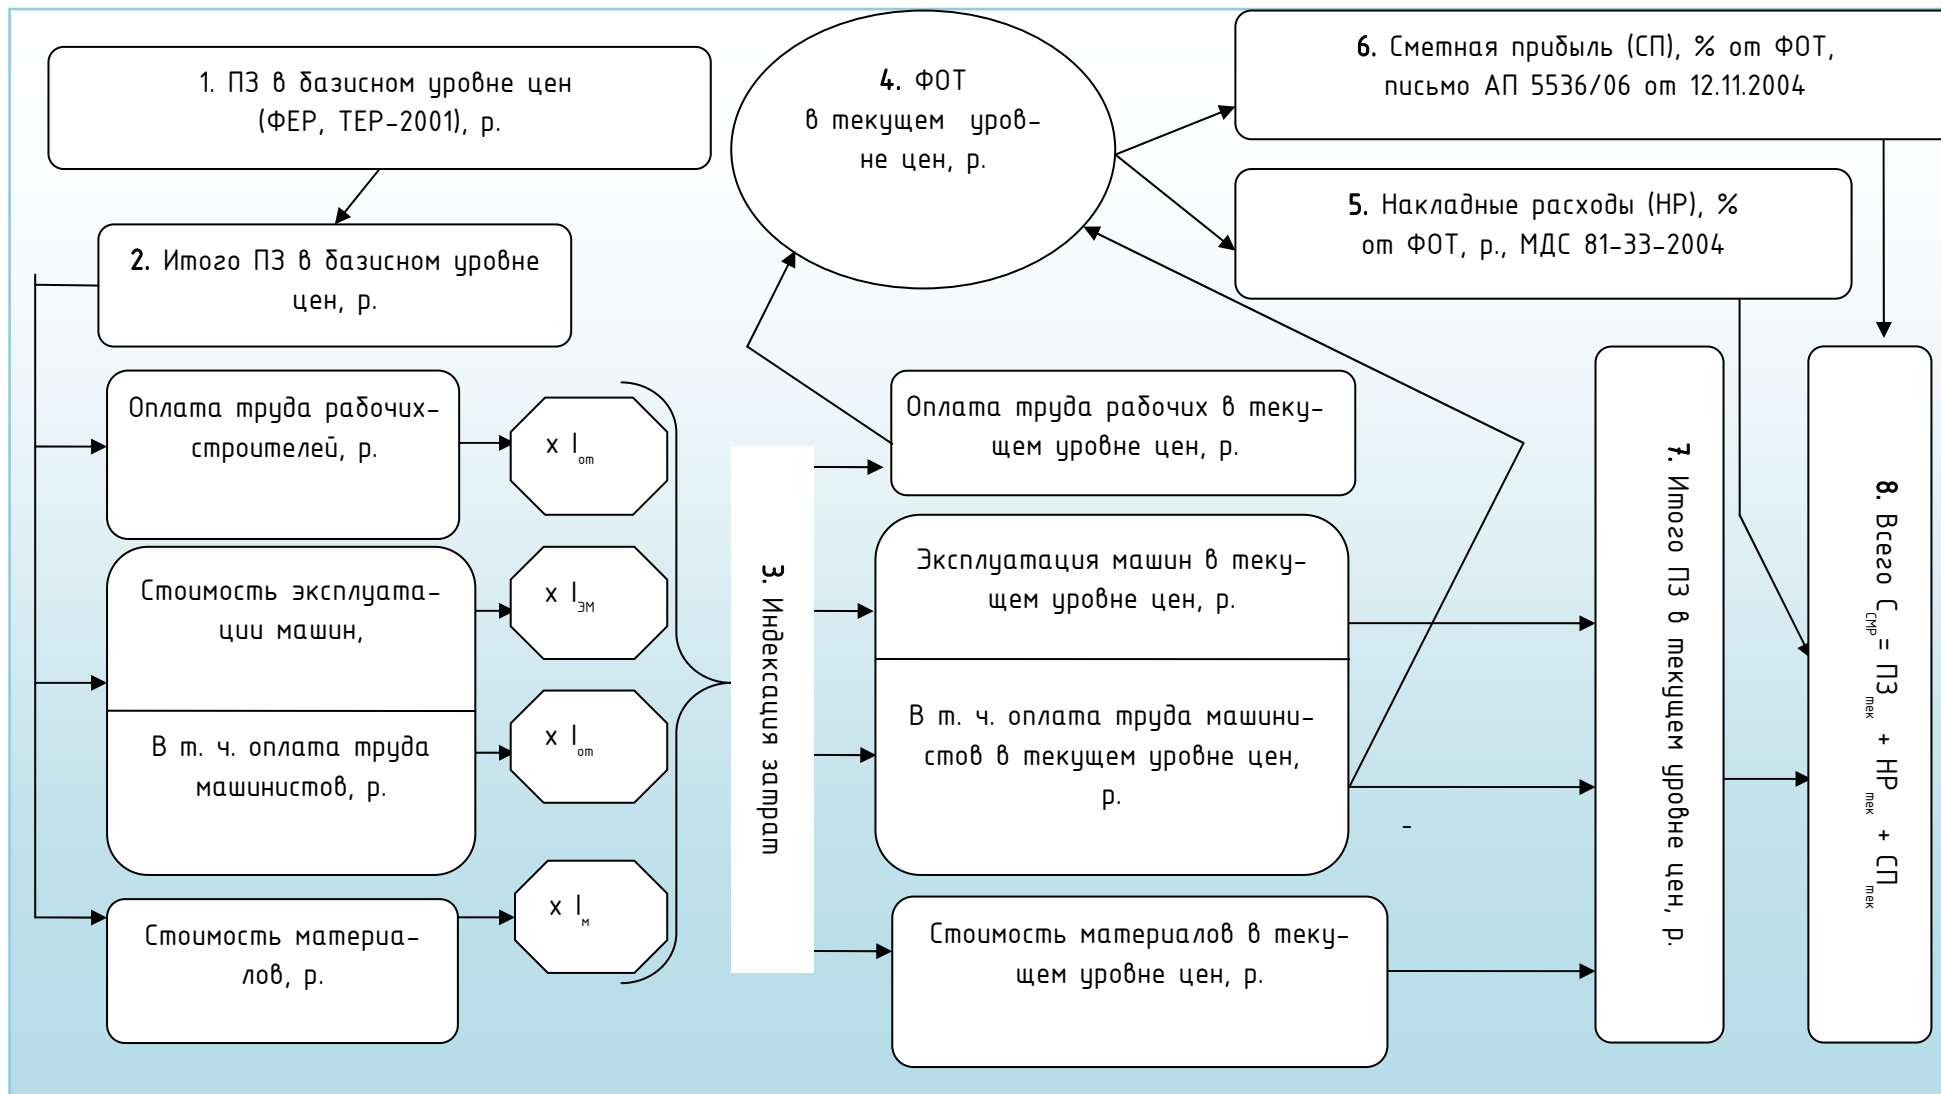 1. ПЗ в базисном уровне цен
(ФЕР, ТЕР-2001), р.
2. Итого ПЗ в базисном уровне
цен, р.
Оплата труда рабочих-
строителей, р.
х I от
Стоимость эксплуата-
ции машин,
х I ЭМ
В т. ч. оплата труда
машинистов, р.
х I от
Стоимость материа-
лов, р.
х I м
3. Индексация затрат
4. ФОТ
в текущем уров-
не цен, р.
6. Сметная прибыль (СП), % от ФОТ,
письмо АП 5536/06 от 12.11.2004
5. Накладные расходы (НР), %
от ФОТ, р., МДС 81-33-2004
Оплата труда рабочих в теку-
щем уровне цен, р.
Эксплуатация машин в теку-
щем уровне цен, р.
В т. ч. оплата труда машини-
стов в текущем уровне цен,
р.
-
Стоимость материалов в теку-
щем уровне цен, р.
7. Итого ПЗ в текущем уровне цен, р.
8. Всего С СМР = ПЗ тек + НР тек + СП тек